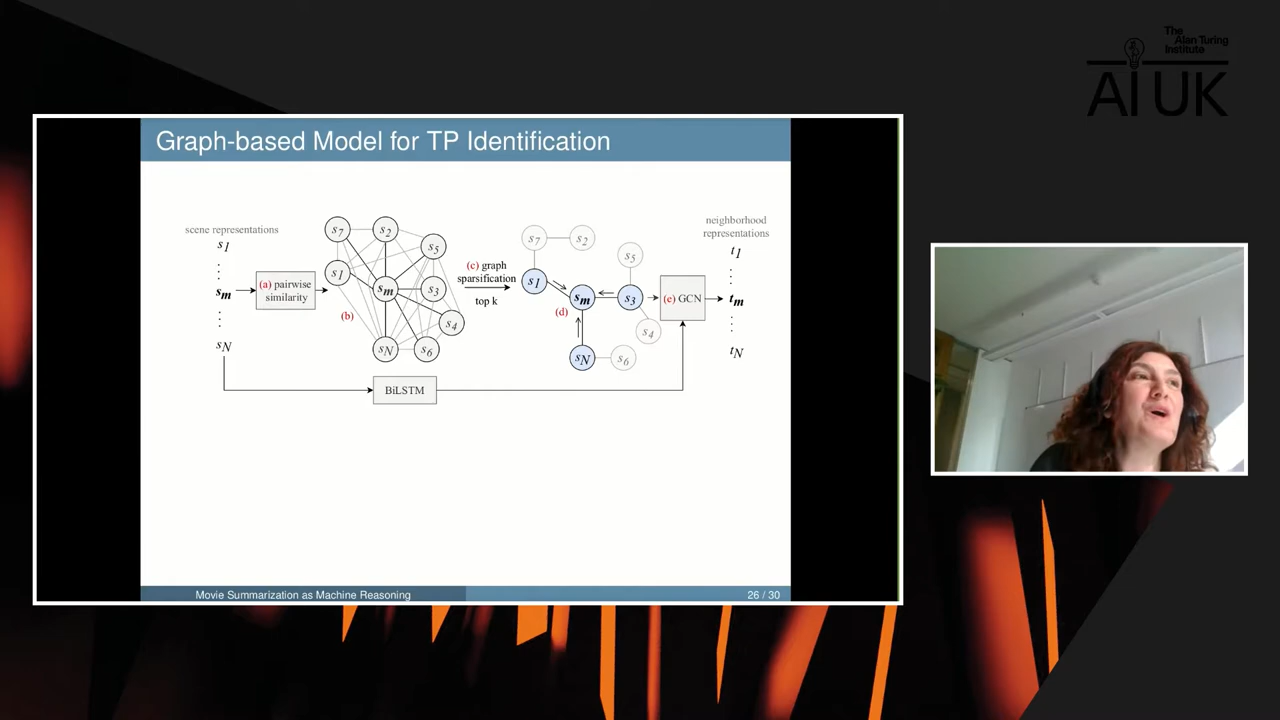 The
Alan Turing
Institute
AI UK
Graph-based Model for TP Identification
scene representations
s1
sm
sN
(a) pairwise
similarity
s7
s2
s5
s1
sm
s3
s4
sN
s6
(b)
(c) graph
sparsification
top k
s7
s2
s5
s1
sm
s3
s4
(d)
sN
s6
(e) GCN
BiLSTM
neighborhood
representations
t1
tm
tN
Movie Summarization as Machine Reasoning
26 / 30